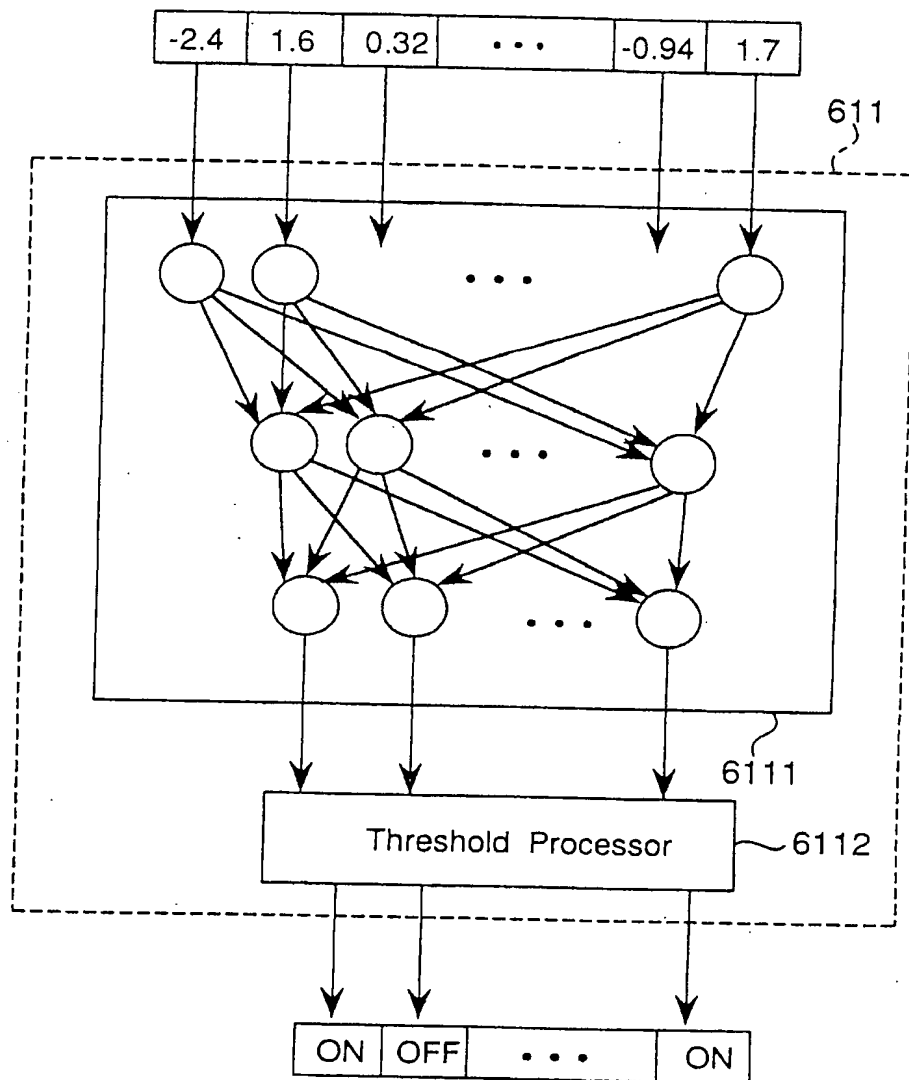 -2.4 1.6 0.32 ... -0.94 1.7
611
...
...
...
6111
Threshold Processor 6112
ON OFF ... ON